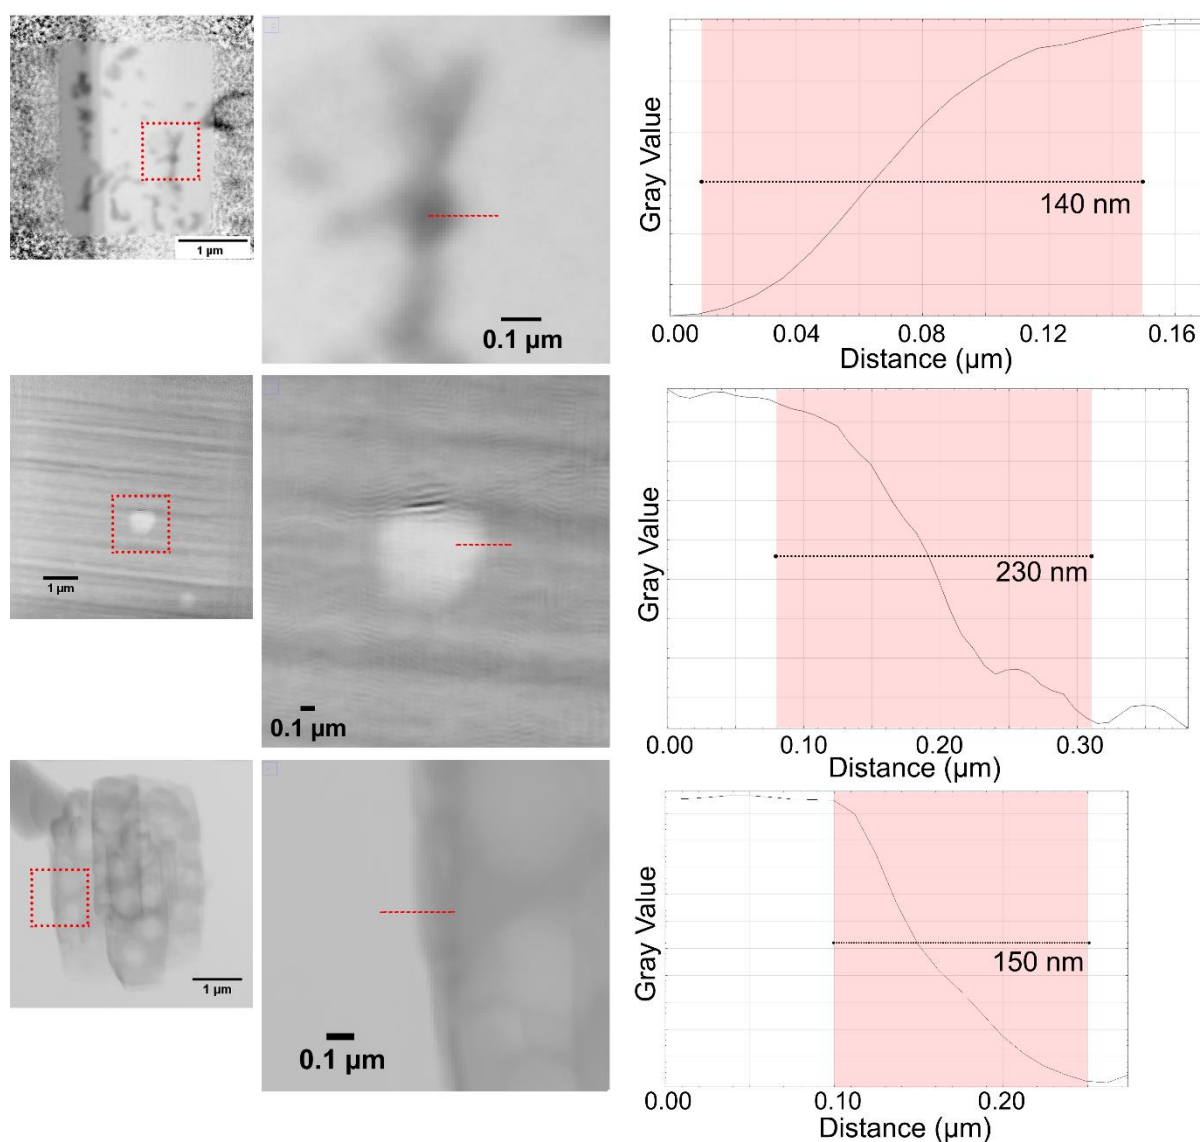 1 µm
0.1 µm
Gray Value
140 nm
0.00 0.04 0.08 0.12 0.16
Distance (µm)
1 µm
0.1 µm
Gray Value
230 nm
0.00 0.10 0.20 0.30
Distance (µm)
1 µm
0.1 µm
Gray Value
150 nm
0.00 0.10 0.20
Distance (µm)